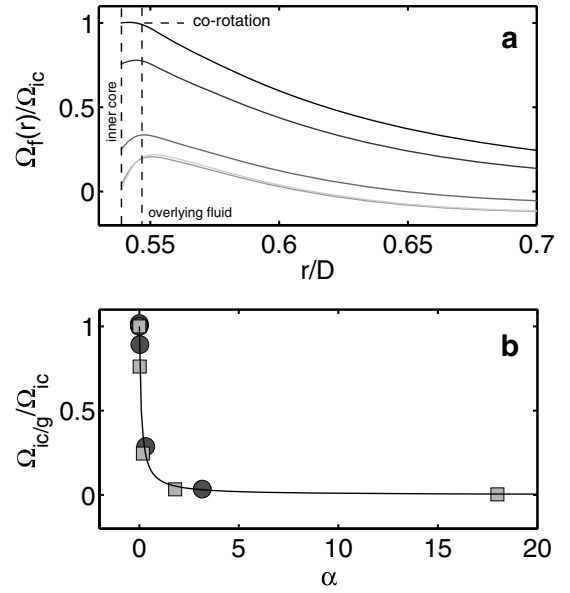 1
co-rotation
a
Ω_f(r)/Ω_ic
0.5
inner core
0
overlying fluid
0.55 0.6 0.65 0.7
r/D
1
b
Ω_ic/g/Ω_ic
0.5
0
0 5 10 15 20
α